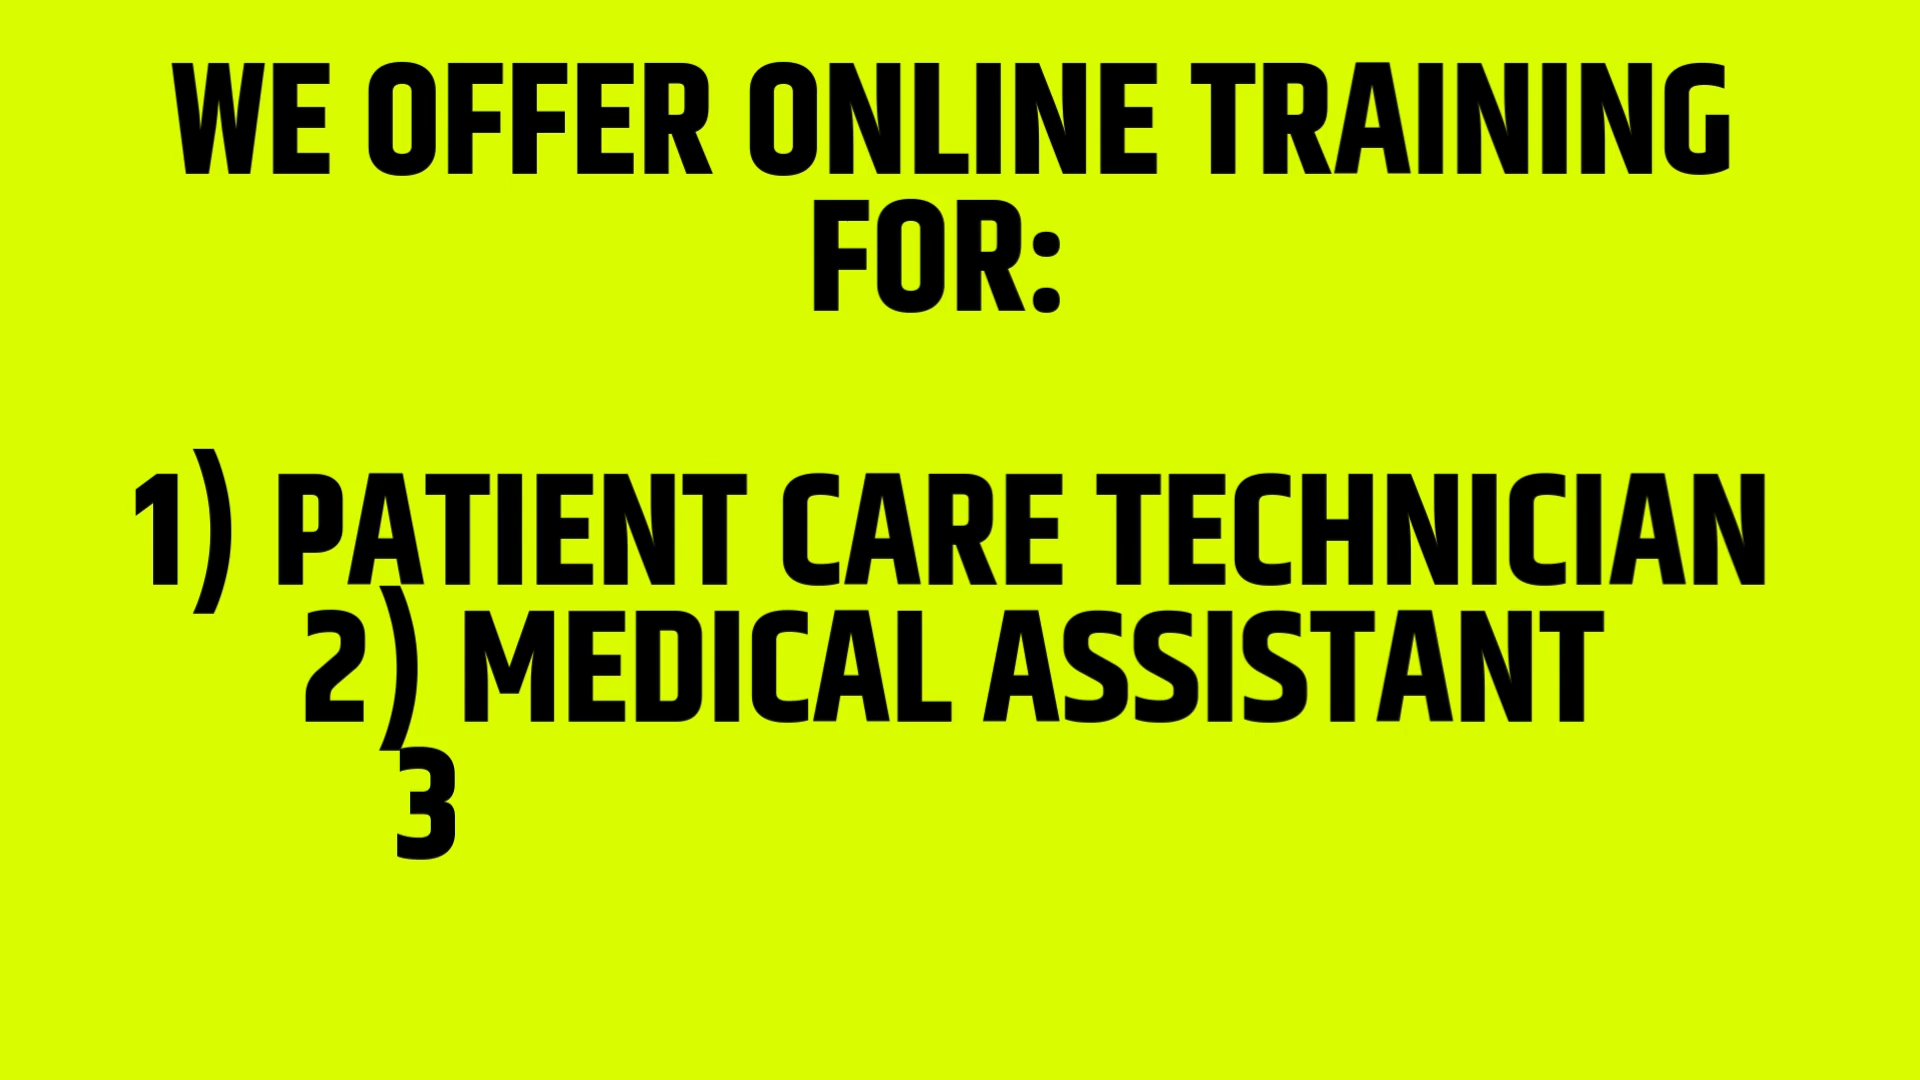 WE OFFER ONLINE TRAINING
FOR:
1) PATIENT CARE TECHNICIAN
2) MEDICAL ASSISTANT
3